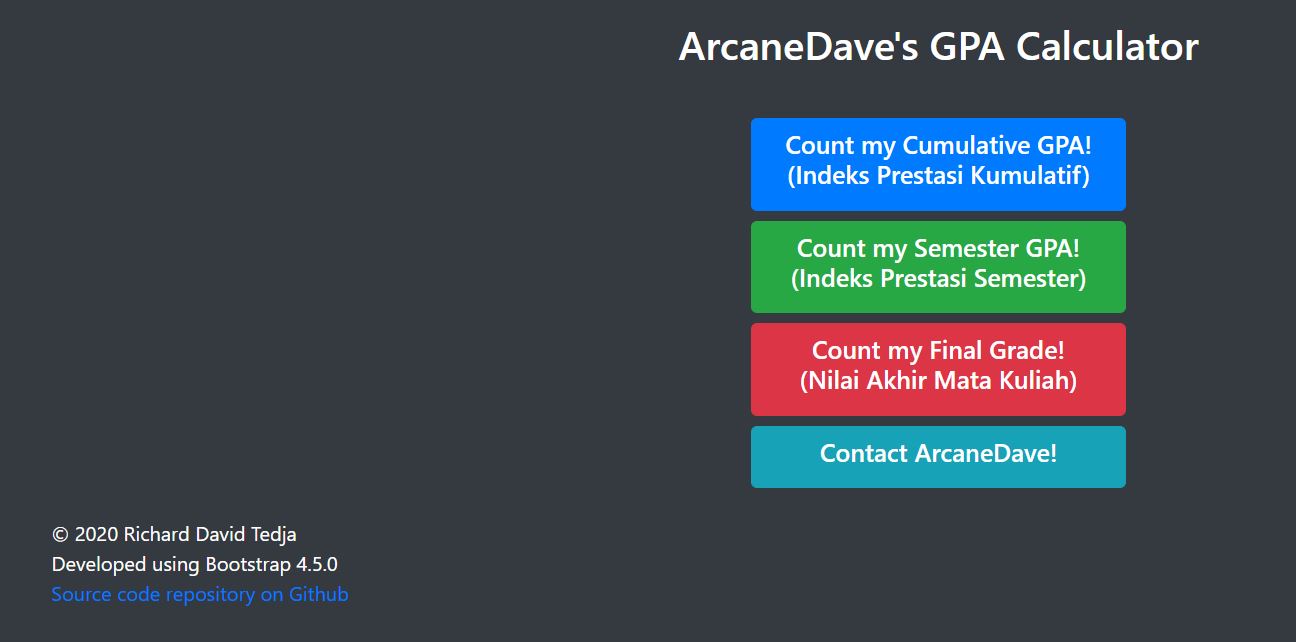 ArcaneDave's GPA Calculator
Count my Cumulative GPA!
(Indeks Prestasi Kumulatif)
Count my Semester GPA!
(Indeks Prestasi Semester)
Count my Final Grade!
(Nilai Akhir Mata Kuliah)
Contact ArcaneDave!
© 2020 Richard David Tedja
Developed using Bootstrap 4.5.0
Source code repository on Github